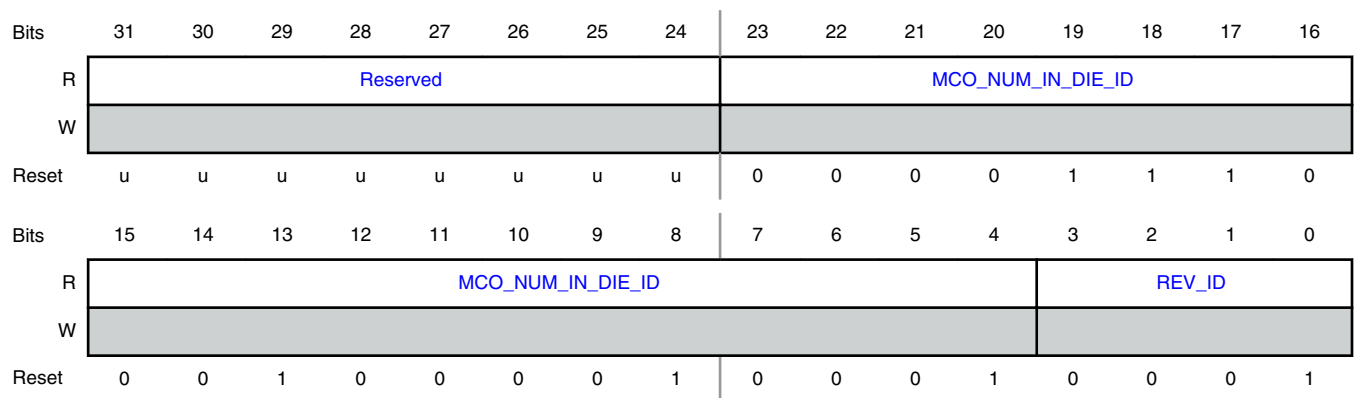 Bits 31 30 29 28 27 26 25 24 23 22 21 20 19 18 17 16
R Reserved MCO_NUM_IN_DIE_ID
W
Reset u u u u u u u u 0 0 0 0 1 1 1 0
Bits 15 14 13 12 11 10 9 8 7 6 5 4 3 2 1 0
R MCO_NUM_IN_DIE_ID REV_ID
W
Reset 0 0 1 0 0 0 0 1 0 0 0 1 0 0 0 1